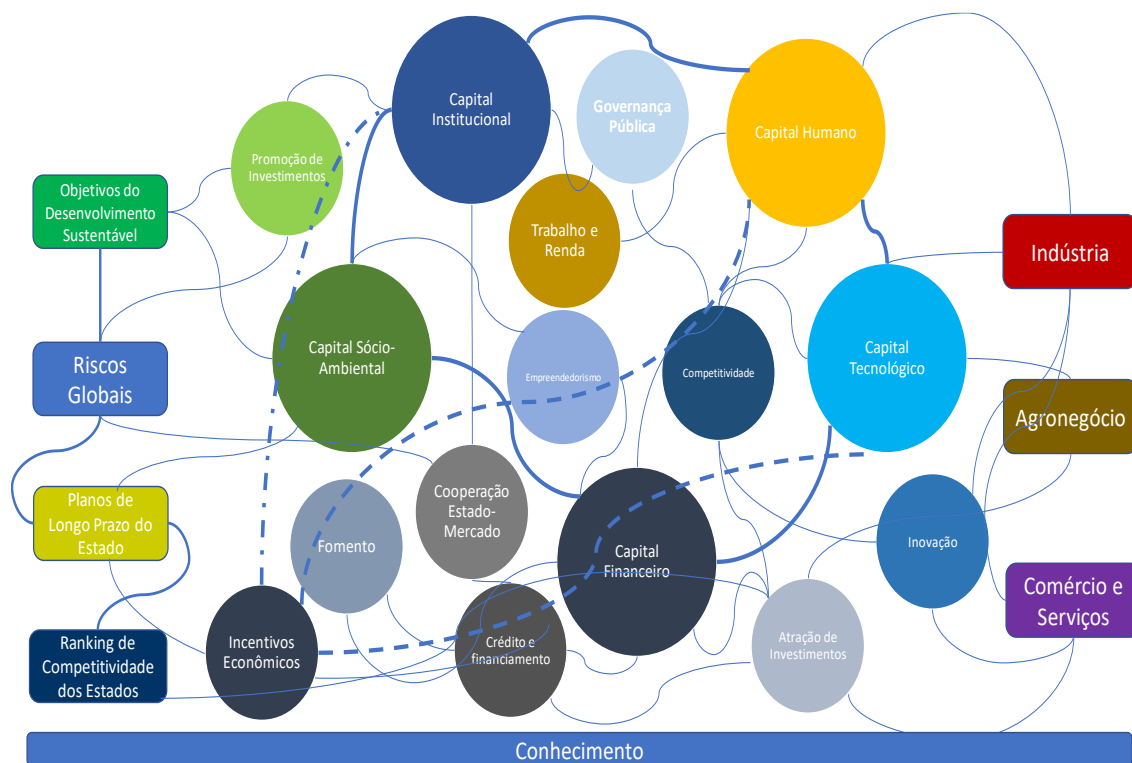 Capital
Institucional
Governança
Pública
Capital Humano
Promoção de
Investimentos
Objetivos do
Desenvolvimento
Sustentável
Trabalho e
Renda
Indústria
Riscos
Globais
Capital Sócio-
Ambiental
Empreendedorismo
Competitividade
Capital
Tecnológico
Agronegócio
Planos de
Longo Prazo do
Estado
Fomento
Cooperação
Estado-
Mercado
Capital
Financeiro
Inovação
Comércio e
Serviços
Ranking de
Competitividade
dos Estados
Incentivos
Econômicos
Crédito e
financiamento
Atração de
Investimentos
Conhecimento